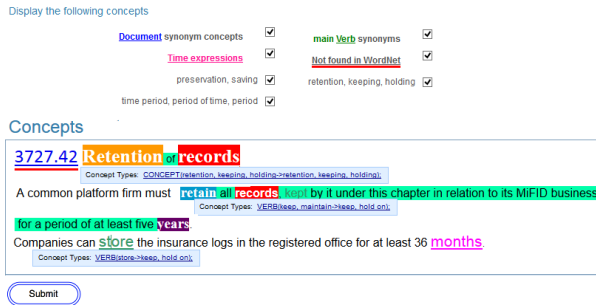 Display the following concepts
Document synonym concepts
main Verb synonyms
Time expressions
Not found in WordNet
preservation, saving
retention, keeping, holding
time period, period of time, period
Concepts
3727.42 Retention of records
Concept Types: CONCEPT(retention, keeping, holding->retention, keeping, holding);
A common platform firm must retain all records, kept by it under this chapter in relation to its MiFID business
Concept Types: VERB(keep, maintain->keep, hold on);
for a period of at least five years.
Companies can store the insurance logs in the registered office for at least 36 months.
Concept Types: VERB(store->keep, hold on);
Submit